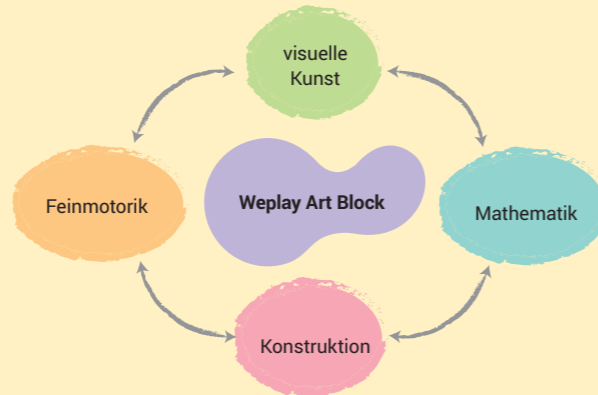 visuelle
Kunst
Feinmotorik
Weplay Art Block
Mathematik
Konstruktion